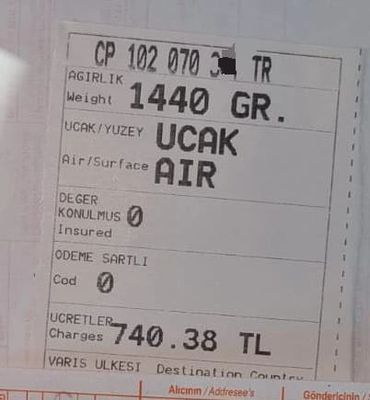 CP 102 070 3 TR
AGIRLIK
Weight 1440 GR.
UCAK/YUZEY UCAK
Air/Surface AIR
DEGER
KONULMUS 0
Insured
ODEME SARTLI
Cod 0
UCRETLER
Charges 740.38 TL
VARIS ULKESI Destination Country
Alıcının / Addresee's Göndericinin /